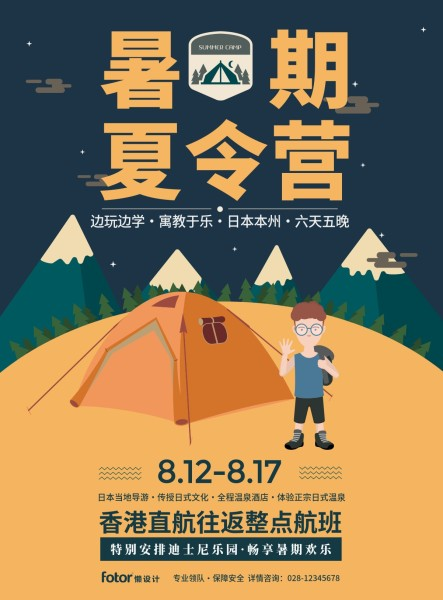 暑 期
SUMMER CAMP
夏令营
边玩边学·寓教于乐·日本本州·六天五晚
8.12-8.17
日本当地导游·传授日式文化·全程温泉酒店·体验正宗日式温泉
香港直航往返整点航班
特别安排迪士尼乐园·畅享暑期欢乐
fotor懒设计 专业领队·保障安全 详情咨询：028-12345678